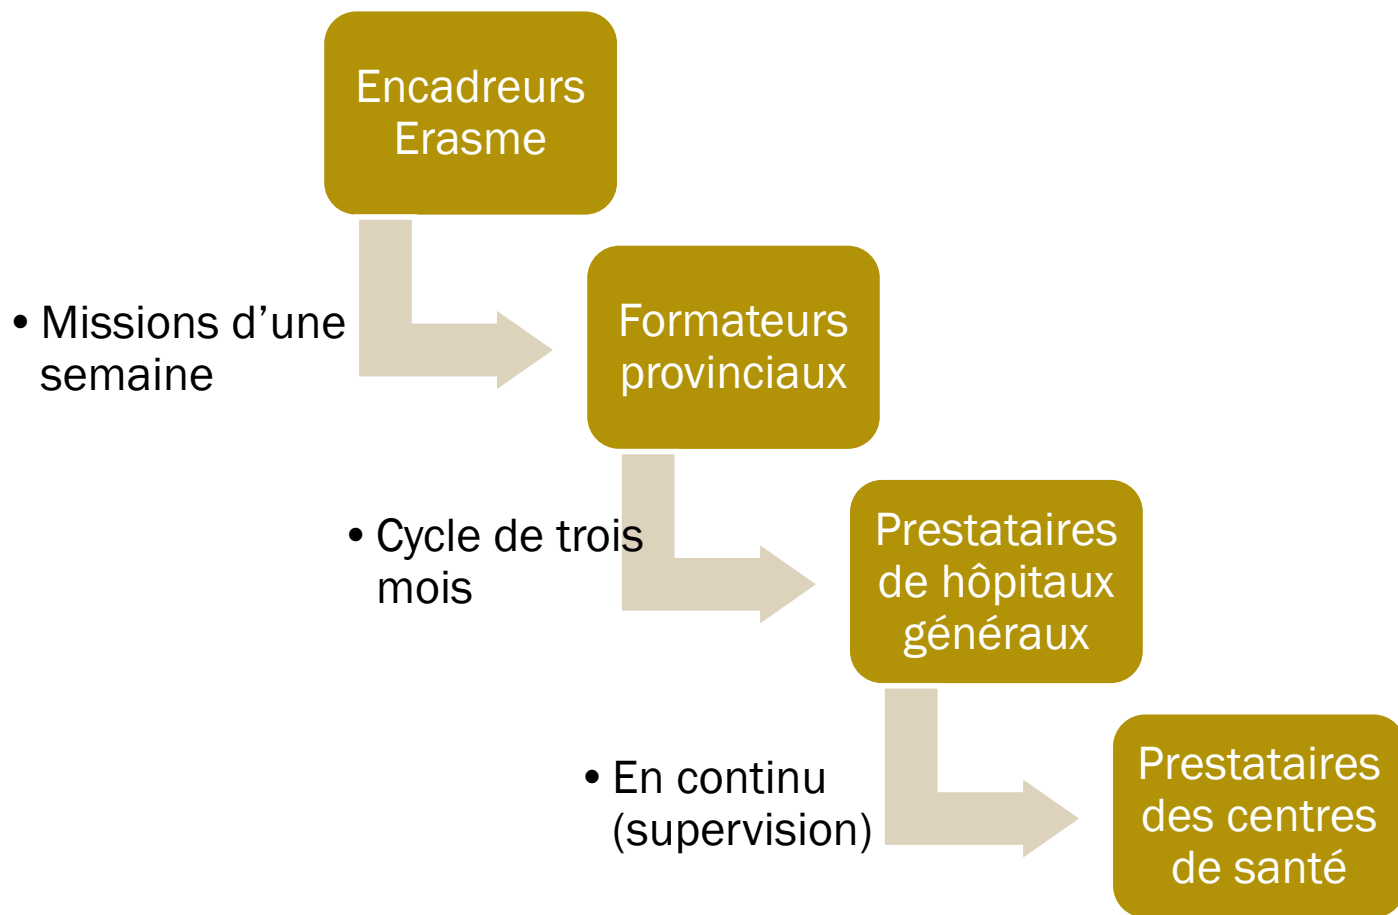 Encadreurs
Erasme
• Missions d’une
semaine
Formateurs
provinciaux
• Cycle de trois
mois
Prestataires
de hôpitaux
généraux
• En continu
(supervision)
Prestataires
des centres
de santé